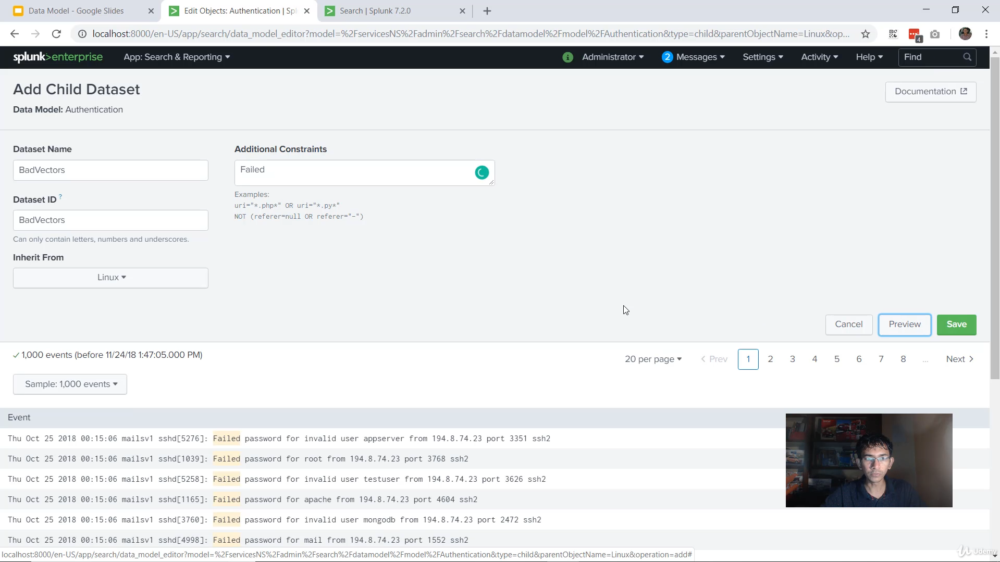 Data Model - Google Slides
Edit Objects: Authentication | Spl
Search | Splunk 7.2.0
localhost:8000/en-US/app/search/data_model_editor?model=%2FservicesNS%2Fadmin%2Fsearch%2Fdatamodel%2Fmodel%2FAuthentication&type=child&parentObjectName=Linux&op...
4
splunk>enterprise
App: Search & Reporting
i
Administrator
2 Messages
Settings
Activity
Help
Find
Add Child Dataset
Documentation
Data Model: Authentication
Dataset Name
Additional Constraints
BadVectors
Failed
Examples:
uri="*.php*" OR uri="*.py*"
NOT (referer=null OR referer="-")
Dataset ID ?
BadVectors
Can only contain letters, numbers and underscores.
Inherit From
Linux
Cancel
Preview
Save
1,000 events (before 11/24/18 1:47:05.000 PM)
20 per page
< Prev 1 2 3 4 5 6 7 8 ... Next >
Sample: 1,000 events
Event
Thu Oct 25 2018 00:15:06 mailsv1 sshd[5276]: Failed password for invalid user appserver from 194.8.74.23 port 3351 ssh2
Thu Oct 25 2018 00:15:06 mailsv1 sshd[1039]: Failed password for root from 194.8.74.23 port 3768 ssh2
Thu Oct 25 2018 00:15:06 mailsv1 sshd[5258]: Failed password for invalid user testuser from 194.8.74.23 port 3626 ssh2
Thu Oct 25 2018 00:15:06 mailsv1 sshd[1165]: Failed password for apache from 194.8.74.23 port 4604 ssh2
Thu Oct 25 2018 00:15:06 mailsv1 sshd[3760]: Failed password for invalid user mongodb from 194.8.74.23 port 2472 ssh2
Thu Oct 25 2018 00:15:06 mailsv1 sshd[4998]: Failed password for mail from 194.8.74.23 port 1552 ssh2
localhost:8000/en-US/app/search/data_model_editor?model=%2FservicesNS%2Fadmin%2Fsearch%2Fdatamodel%2Fmodel%2FAuthentication&type=child&parentObjectName=Linux&operation=add#
Udemy